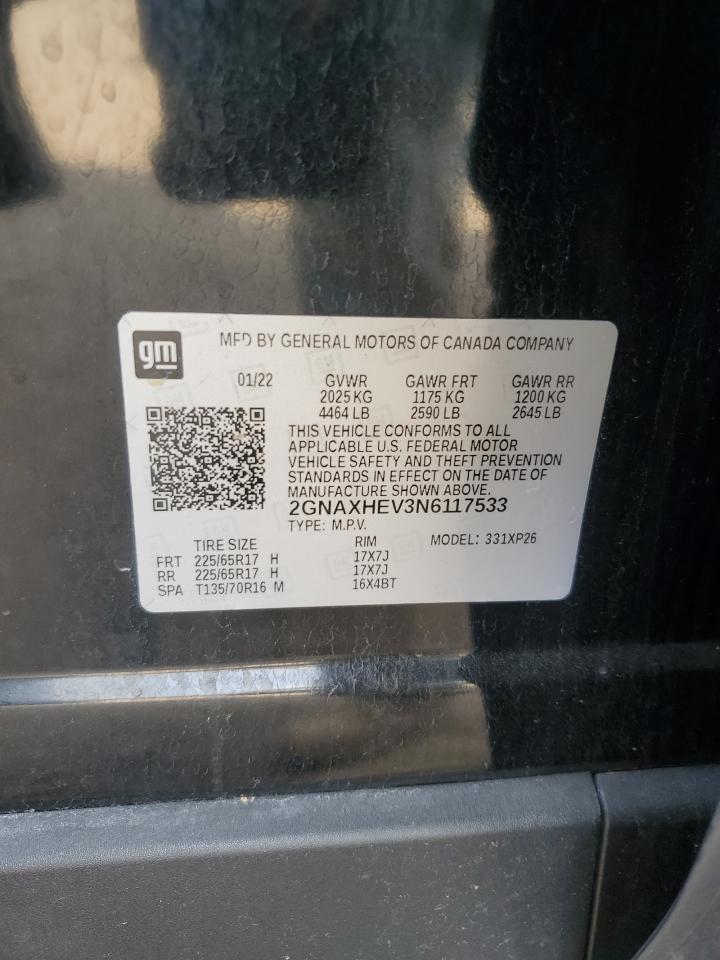 gm
MFD BY GENERAL MOTORS OF CANADA COMPANY
01/22 GVWR GAWR FRT GAWR RR
2025 KG 1175 KG 1200 KG
4464 LB 2590 LB 2645 LB
THIS VEHICLE CONFORMS TO ALL
APPLICABLE U.S. FEDERAL MOTOR
VEHICLE SAFETY AND THEFT PREVENTION
STANDARDS IN EFFECT ON THE DATE OF
MANUFACTURE SHOWN ABOVE.
2GNAXHEV3N6117533
TYPE: M.P.V.
TIRE SIZE RIM MODEL: 331XP26
FRT 225/65R17 H 17X7J
RR 225/65R17 H 17X7J
SPA T135/70R16 M 16X4BT